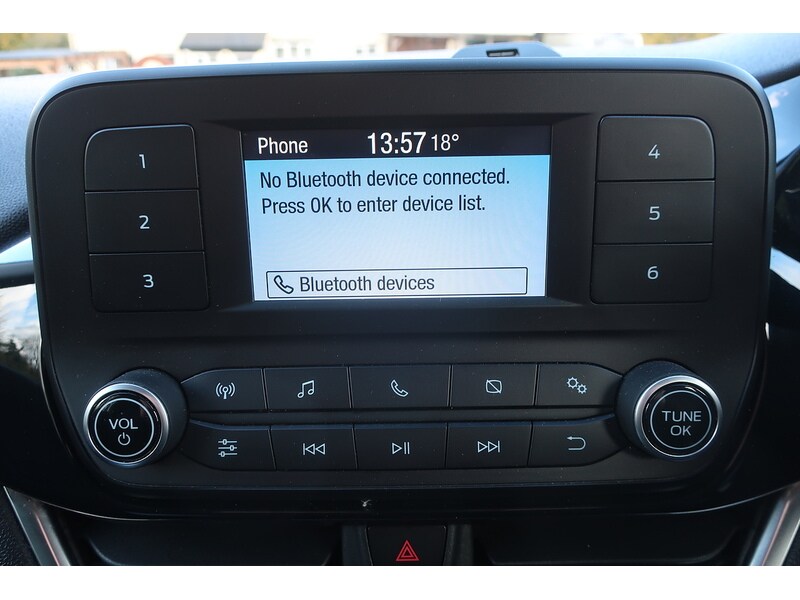 Phone 13:57 18°
No Bluetooth device connected.
Press OK to enter device list.
Bluetooth devices
1
2
3
4
5
6
VOL
TUNE
OK